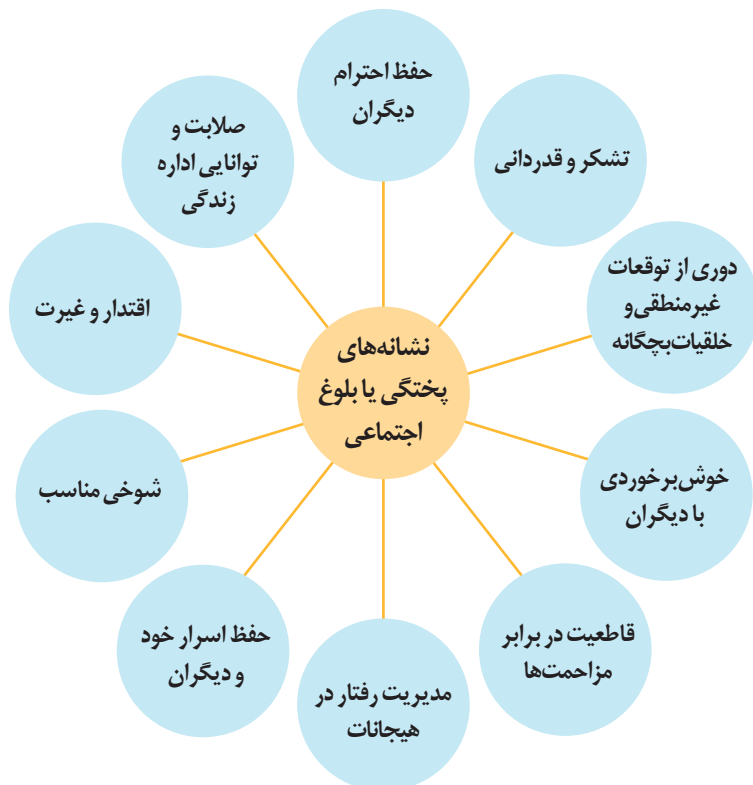 نشانه‌های
پختگی یا بلوغ
اجتماعی
حفظ احترام
دیگران
تشکر و قدردانی
دوری از توقعات
غیرمنطقی و
خلقیات‌بچگانه
خوش‌برخوردی
با دیگران
قاطعیت در برابر
مزاحمت‌ها
مدیریت رفتار در
هیجانات
حفظ اسرار خود
و دیگران
شوخی مناسب
اقتدار و غیرت
صلابت و
توانایی اداره
زندگی